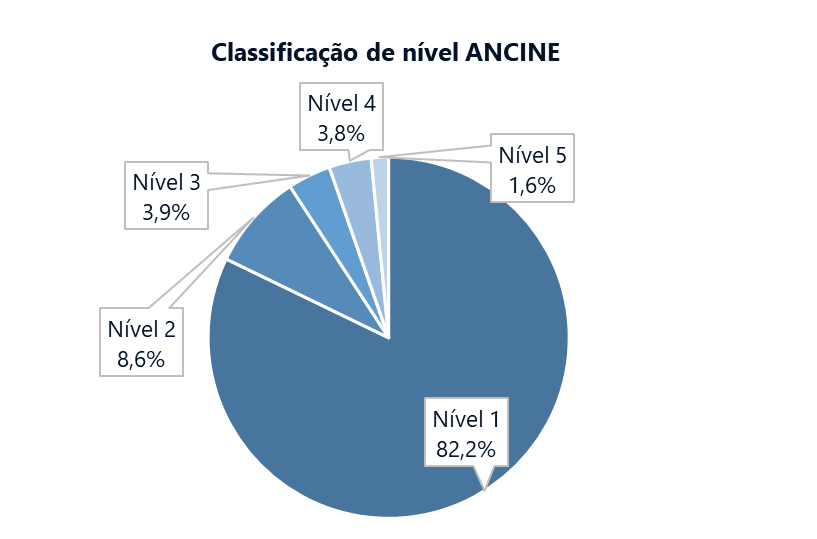 Classificação de nível ANCINE
Nível 4
3,8%
Nível 5
1,6%
Nível 3
3,9%
Nível 2
8,6%
Nível 1
82,2%